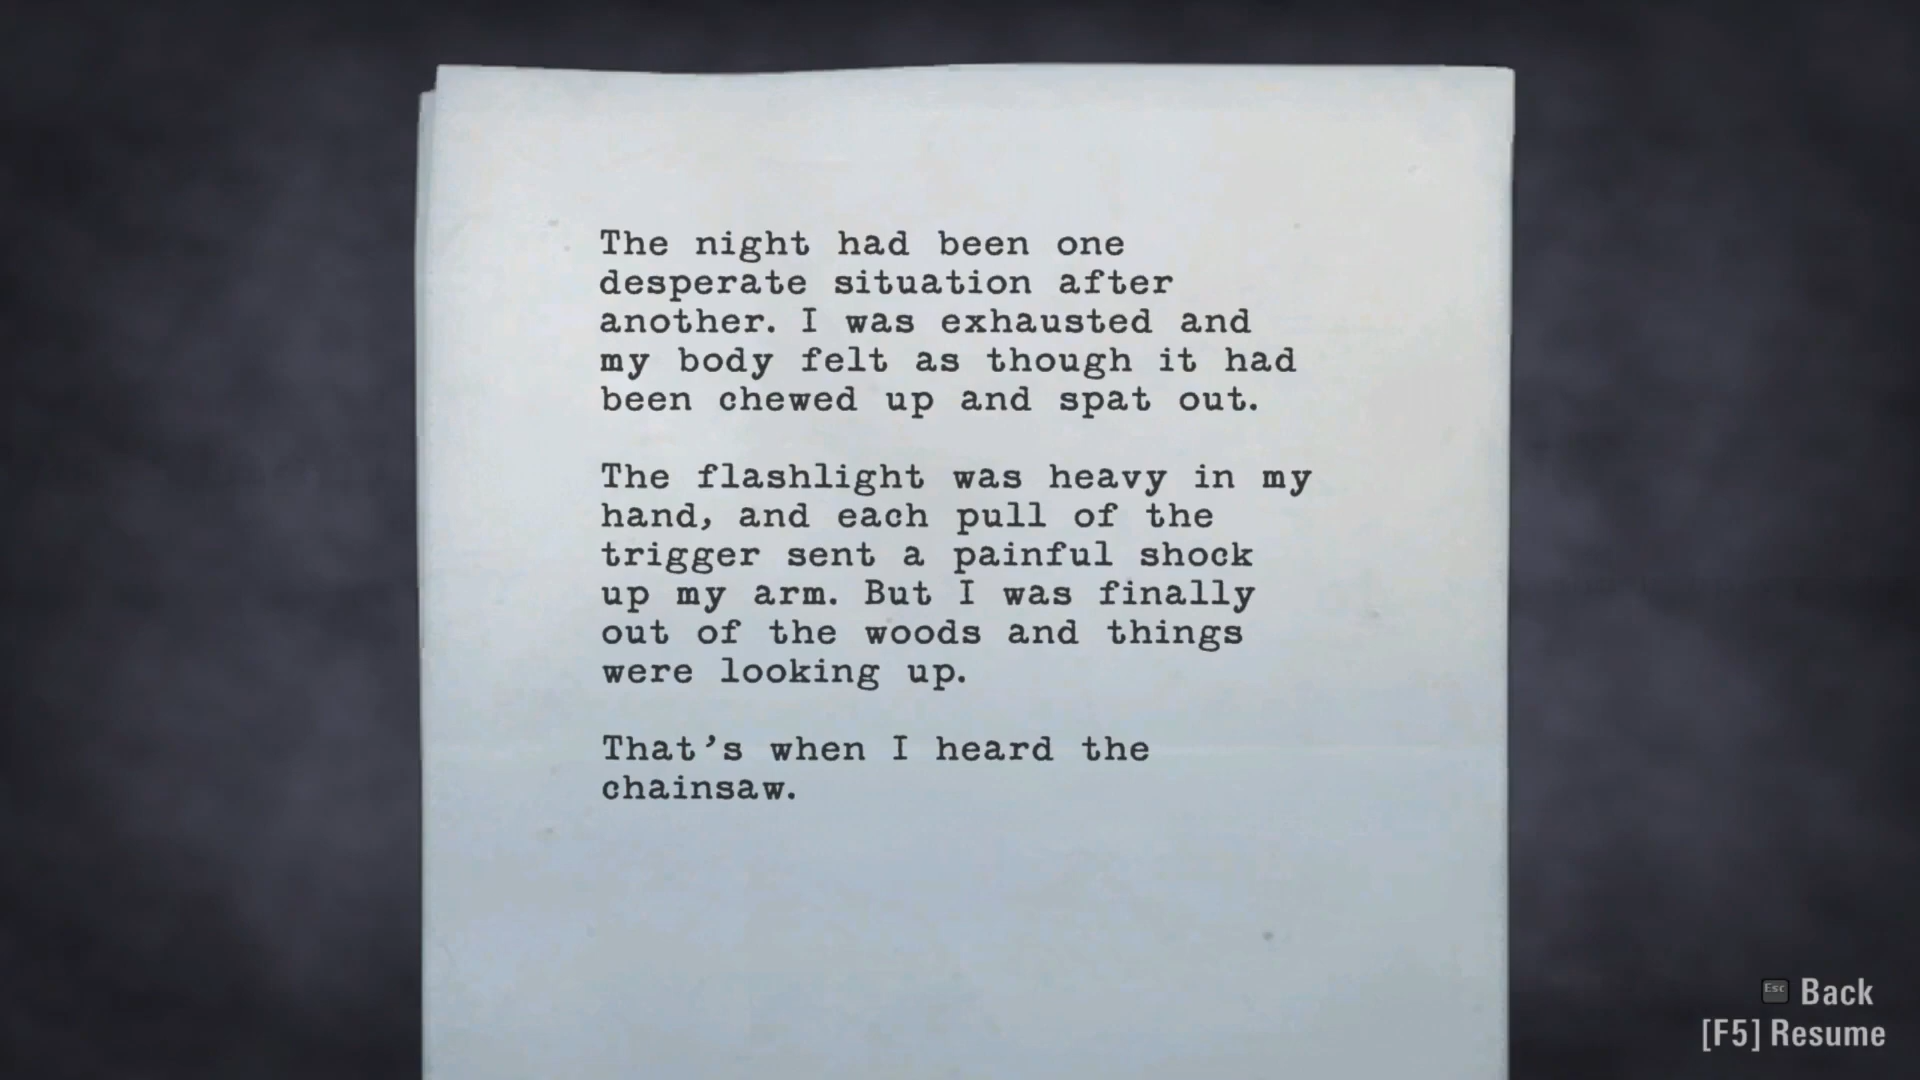 The night had been one
desperate situation after
another. I was exhausted and
my body felt as though it had
been chewed up and spat out.
The flashlight was heavy in my
hand, and each pull of the
trigger sent a painful shock
up my arm. But I was finally
out of the woods and things
were looking up.
That's when I heard the
chainsaw.
Esc Back
[F5] Resume